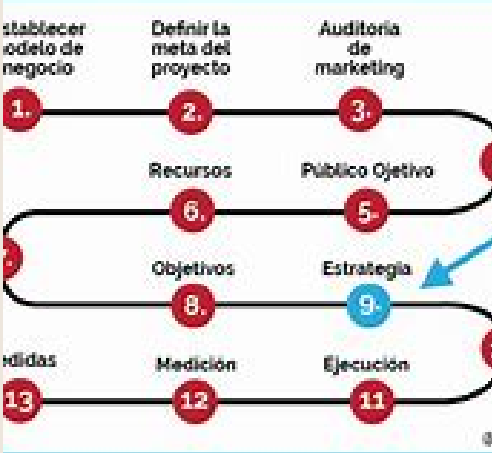 stablecer
odelo de
negocio
1.
Definir la
meta del
proyecto
2.
Auditoria
de
marketing
3.
Recursos
6.
Público Ojetivo
5.
Objetivos
8.
Estrategia
9.
edidas
13
Medición
12
Ejecución
11